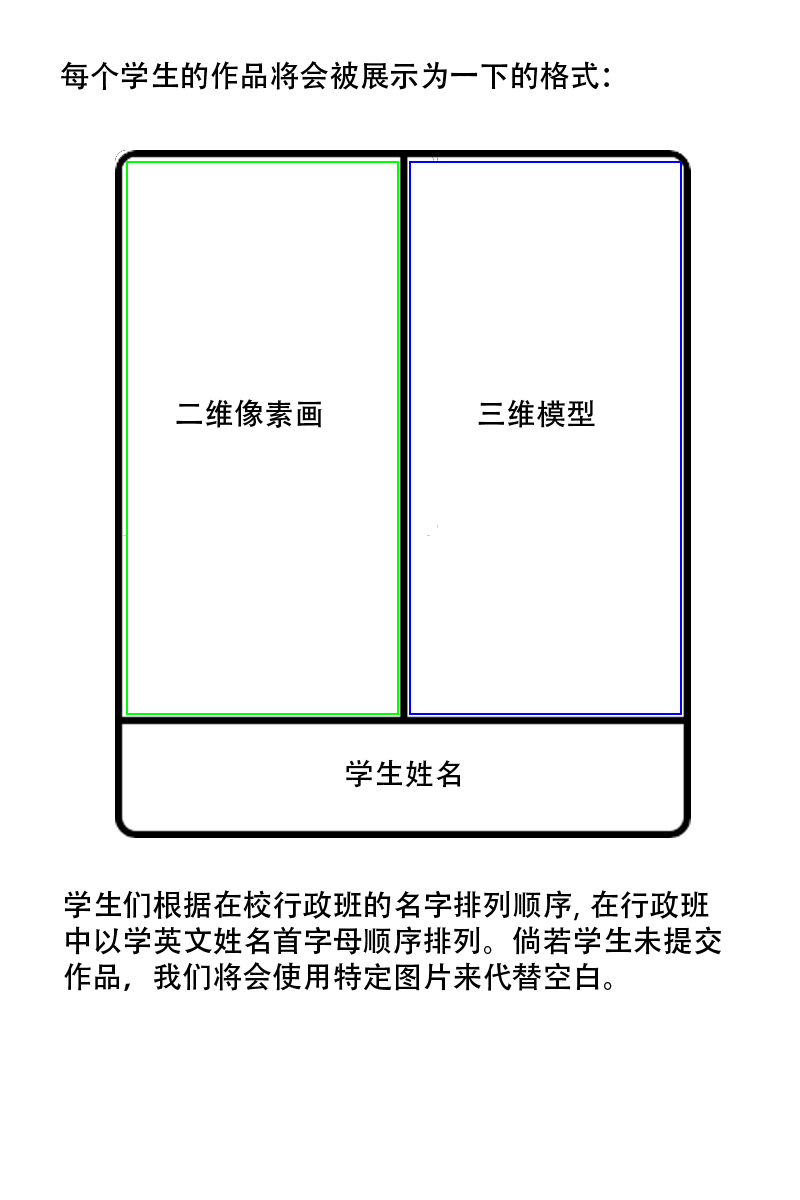 每个学生的作品将会被展示为一下的格式：
二维像素画
三维模型
学生姓名
学生们根据在校行政班的名字排列顺序, 在行政班
中以学英文姓名首字母顺序排列。倘若学生未提交
作品，我们将会使用特定图片来代替空白。